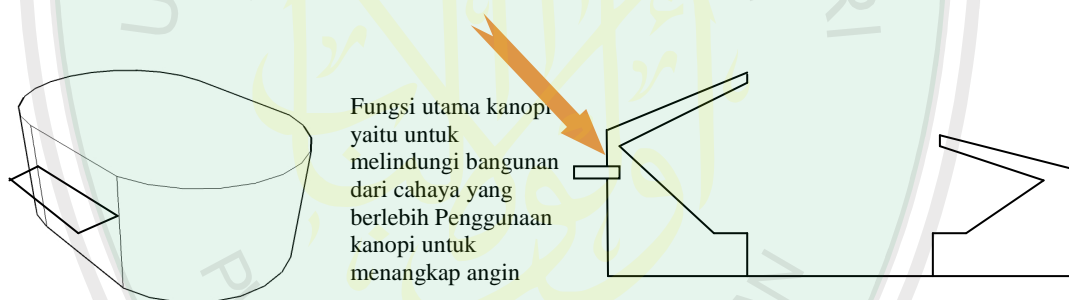 Fungsi utama kanopi
yaitu untuk
melindungi bangunan
dari cahaya yang
berlebih Penggunaan
kanopi untuk
menangkap angin